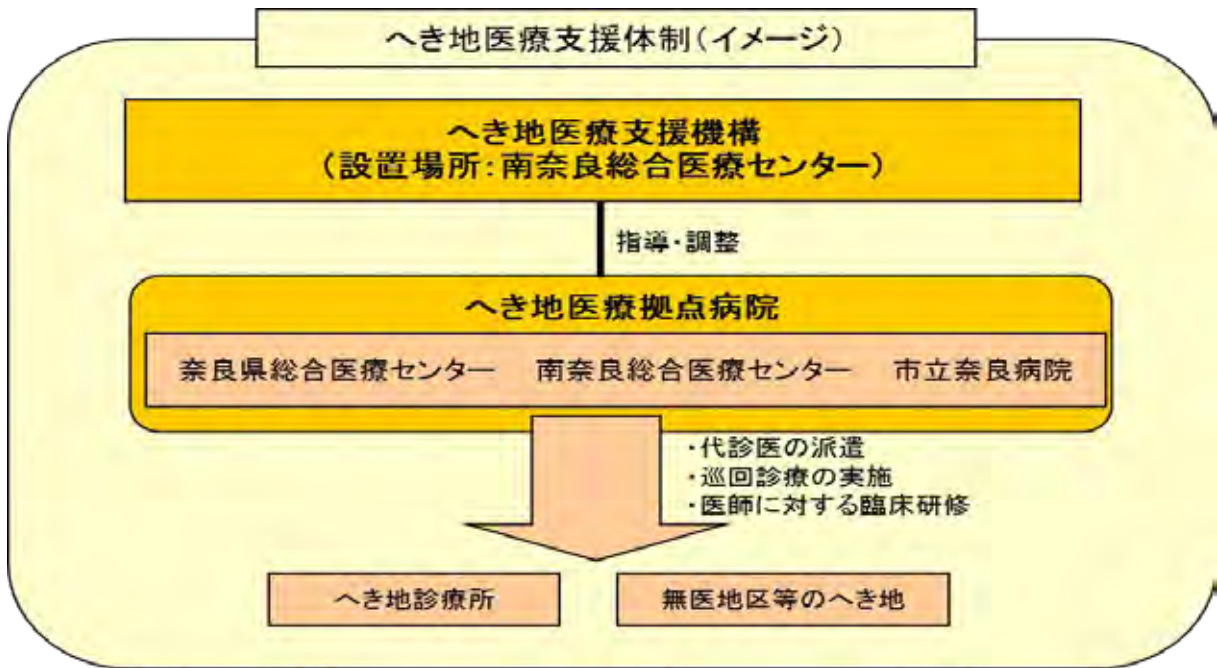 へき地医療支援体制(イメージ)
へき地医療支援機構
(設置場所:南奈良総合医療センター)
指導・調整
へき地医療拠点病院
奈良県総合医療センター 南奈良総合医療センター 市立奈良病院
・代診医の派遣
・巡回診療の実施
・医師に対する臨床研修
へき地診療所 無医地区等のへき地